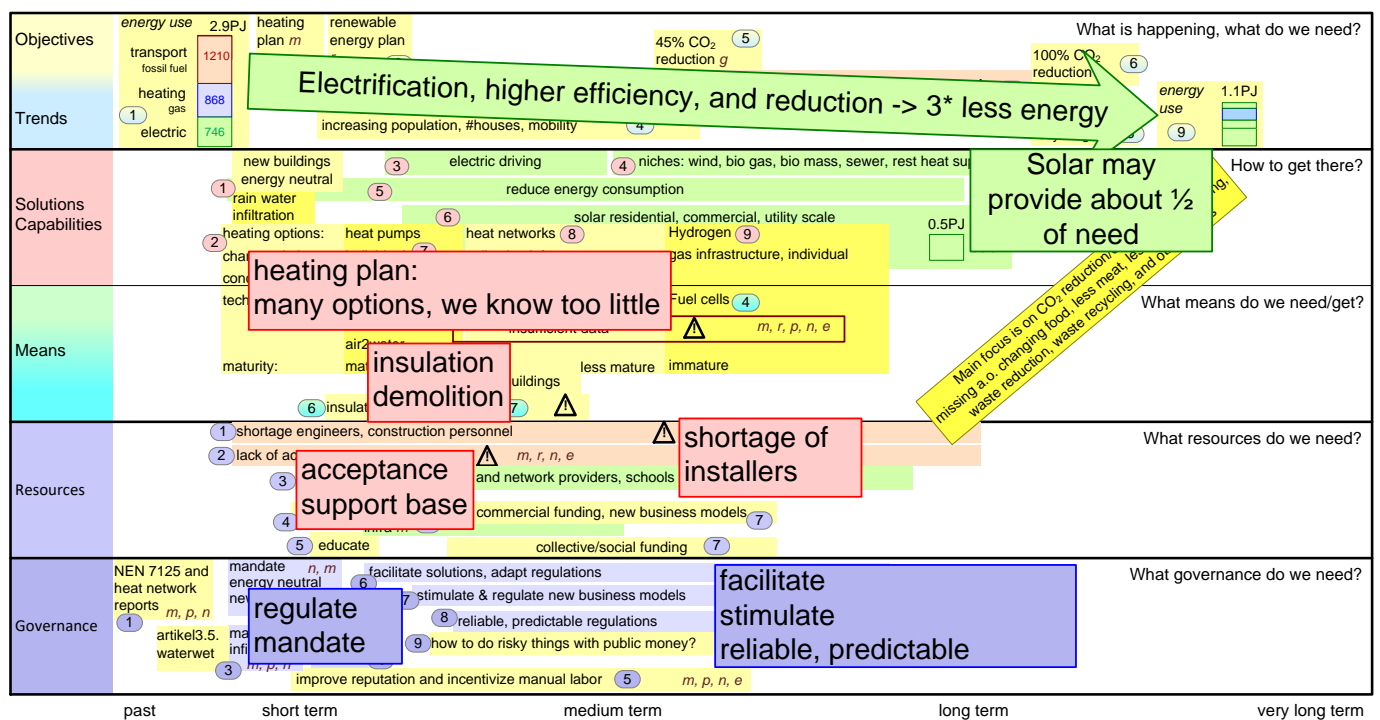 Objectives
energy use 2.9PJ
transport
fossil fuel
1210
heating
gas
868
electric
746
1
Trends
heating
plan m
renewable
energy plan
45% CO₂
reduction g
5
100% CO₂
reduction
6
What is happening, what do we need?
Electrification, higher efficiency, and reduction -> 3* less energy
increasing population, #houses, mobility
4
energy
use
9
1.1PJ
Solutions
Capabilities
How to get there?
new buildings
energy neutral
3
electric driving
4
niches: wind, bio gas, bio mass, sewer, rest heat
1
5
reduce energy consumption
rain water
infiltration
6
solar residential, commercial, utility scale
Solar may
provide about ½
of need
0.5PJ
2
heating options:
heat pumps
7
heat networks 8
Hydrogen 9
gas infrastructure, individual
heating plan:
many options, we know too little
Main focus is on CO₂ reduction
missing a.o. changing food, less meat,
waste reduction, waste recycling, and
Means
What means do we need/get?
Fuel cells 4
insufficient data
m, r, p, n, e
air2water
maturity:
less mature
immature
insulation
demolition
6
7
Resources
What resources do we need?
1 shortage engineers, construction personnel
2 lack of
m, r, n, e
shortage of
installers
acceptance
support base
3
and network providers, schools
4
commercial funding, new business models
7
infra m
5 educate
collective/social funding 7
Governance
What governance do we need?
NEN 7125 and
heat network
reports m, p, n
1
mandate n, m
energy neutral
6
facilitate solutions, adapt regulations
7
stimulate & regulate new business models
8
reliable, predictable regulations
9 how to do risky things with public money?
regulate
mandate
facilitate
stimulate
reliable, predictable
artikel3.5.
waterwet
3
m, p, n
improve reputation and incentivize manual labor 5 m, p, n, e
past short term medium term long term very long term